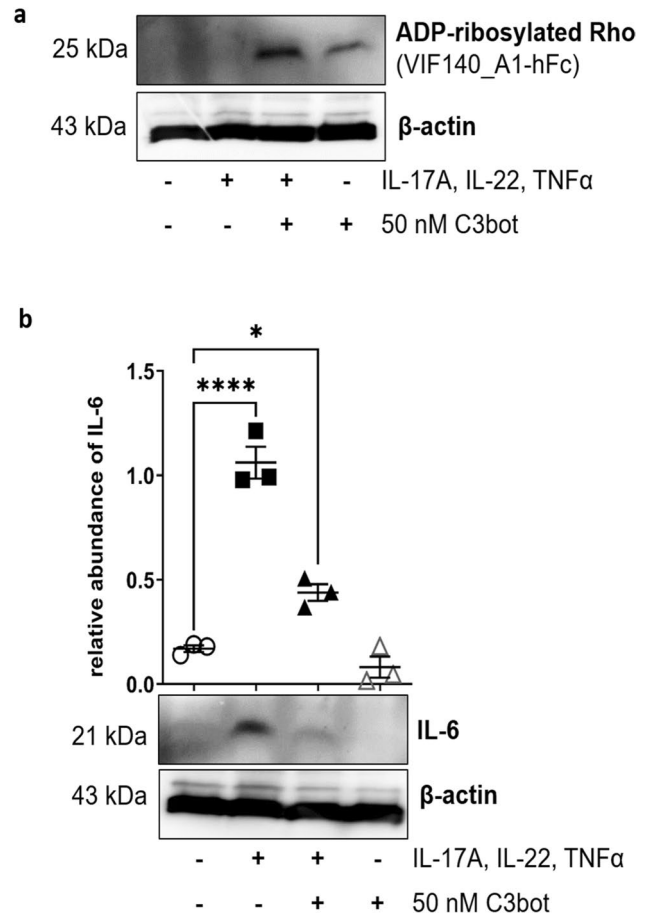 a
25 kDa
ADP-ribosylated Rho
(VIF140_A1-hFc)
43 kDa
β-actin
- + + - IL-17A, IL-22, TNFα
- - + + 50 nM C3bot
b
*
****
1.5
1.0
0.5
0.0
relative abundance of IL-6
21 kDa
IL-6
43 kDa
β-actin
- + + - IL-17A, IL-22, TNFα
- - + + 50 nM C3bot